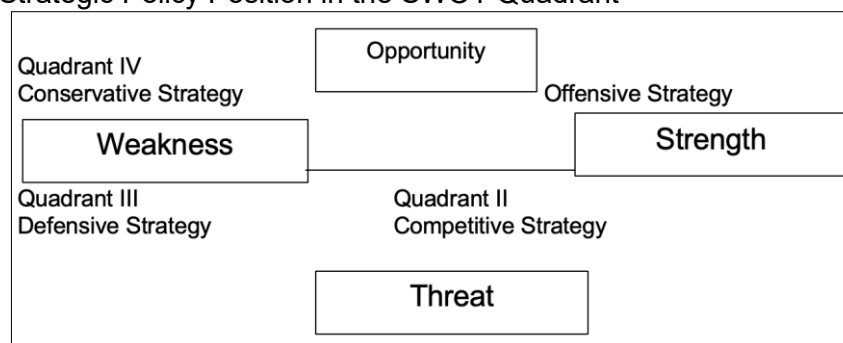 Strategic Policy Position in the SWOT Quadrant
Opportunity
Quadrant IV
Conservative Strategy
Offensive Strategy
Weakness
Strength
Quadrant III
Defensive Strategy
Quadrant II
Competitive Strategy
Threat